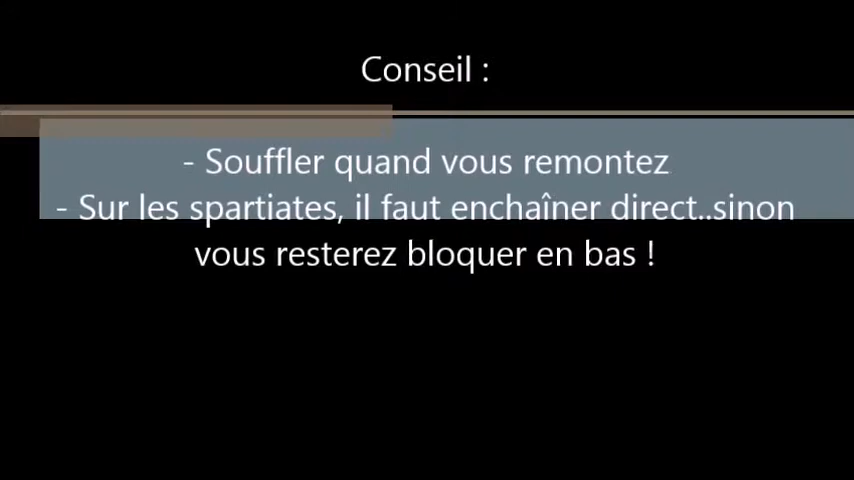 Conseil :
- Souffler quand vous remontez
- Sur les spartiates, il faut enchaîner direct..sinon
vous resterez bloquer en bas !